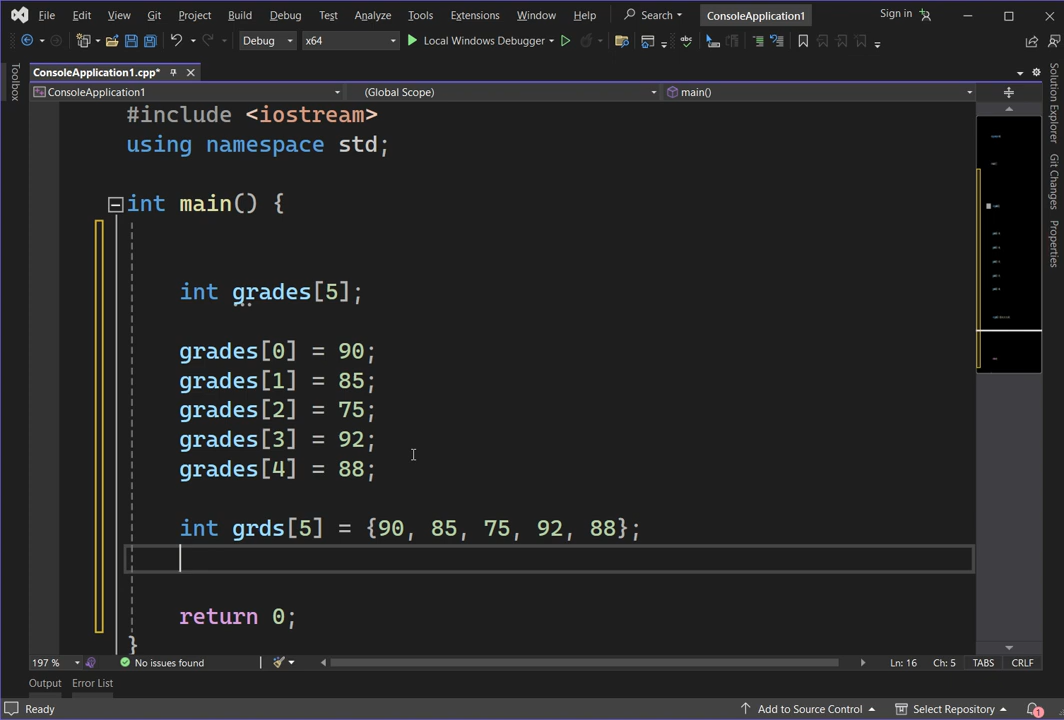 File Edit View Git Project Build Debug Test Analyze Tools Extensions Window Help Search ConsoleApplication1 Sign in
Debug x64 Local Windows Debugger
ConsoleApplication1.cpp*
ConsoleApplication1 (Global Scope) main()
Toolbox
#include <iostream>
using namespace std;
int main() {
int grades[5];
grades[0] = 90;
grades[1] = 85;
grades[2] = 75;
grades[3] = 92;
grades[4] = 88;
int grds[5] = {90, 85, 75, 92, 88};
return 0;
}
Solution Explorer
Git Changes
Properties
197 % No issues found Ln: 16 Ch: 5 TABS CRLF
Output Error List
Ready Add to Source Control Select Repository 1